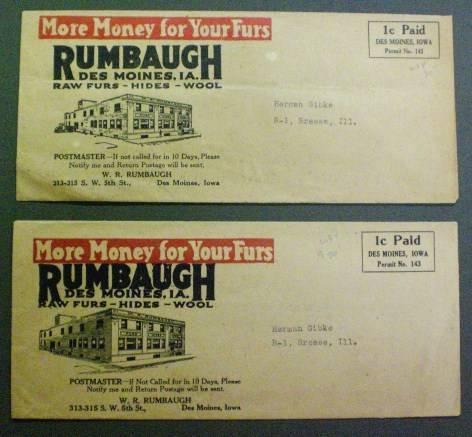 More Money for Your Furs
RUMBAUGH
DES MOINES, IA.
RAW FURS - HIDES - WOOL
POSTMASTER—If not called for in 10 Days, Please
Notify me and Return Postage will be sent.
W. R. RUMBAUGH
313-315 S. W. 5th St., Des Moines, Iowa
1c Paid
DES MOINES, IOWA
Permit No. 143
Herman Gibke
R-1, Breese, Ill.
More Money for Your Furs
RUMBAUGH
DES MOINES, IA.
RAW FURS - HIDES - WOOL
POSTMASTER—If Not Called for in 10 Days, Please
Notify me and Return Postage will be sent.
W. R. RUMBAUGH
313-315 S. W. 5th St., Des Moines, Iowa
1c Paid
DES MOINES, IOWA
Permit No. 143
Herman Gibke
R-1, Breese, Ill.